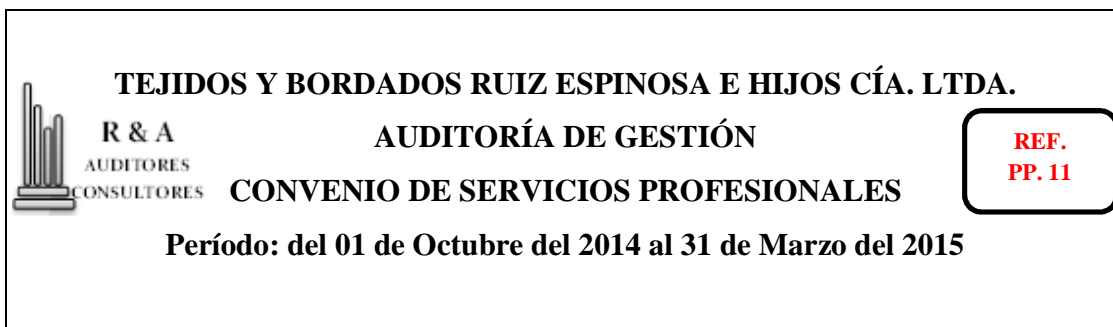 TEJIDOS Y BORDADOS RUIZ ESPINOSA E HIJOS CÍA. LTDA.
R & A
AUDITORES
CONSULTORES
AUDITORÍA DE GESTIÓN
CONVENIO DE SERVICIOS PROFESIONALES
REF.
PP. 11
Período: del 01 de Octubre del 2014 al 31 de Marzo del 2015